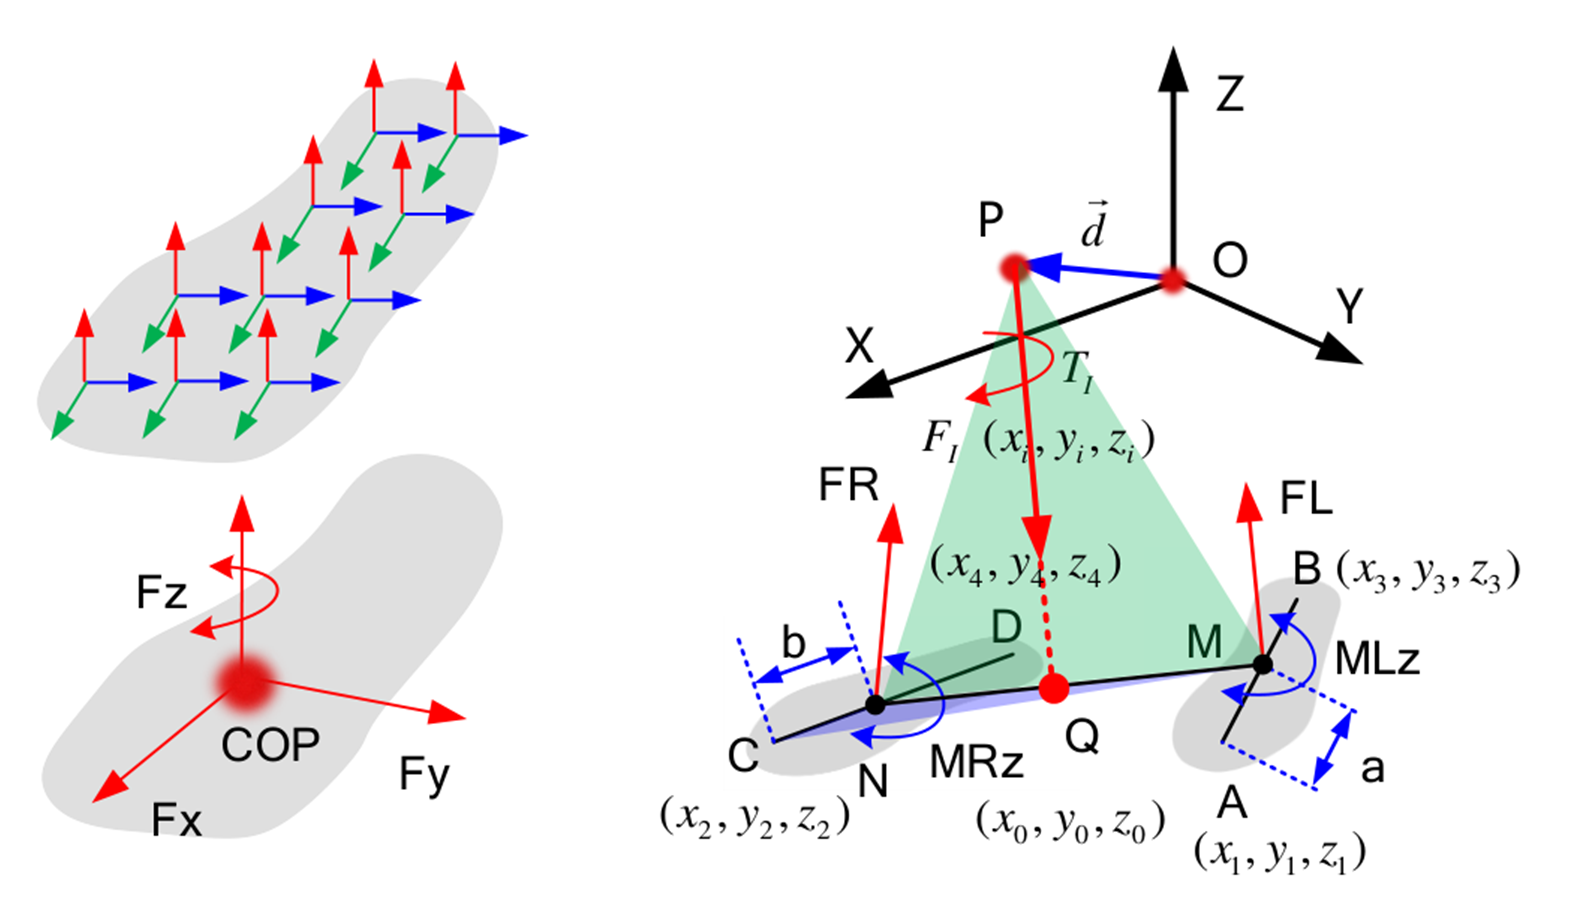 Fz
COP
Fx
Fy
Z
P
d⃗
O
Y
X
T_I
F_I (x_i, y_i, z_i)
FR
FL
(x_4, y_4, z_4)
B (x_3, y_3, z_3)
b
D
M
MLz
C
N
MRz
Q
a
A
(x_2, y_2, z_2)
(x_0, y_0, z_0)
(x_1, y_1, z_1)